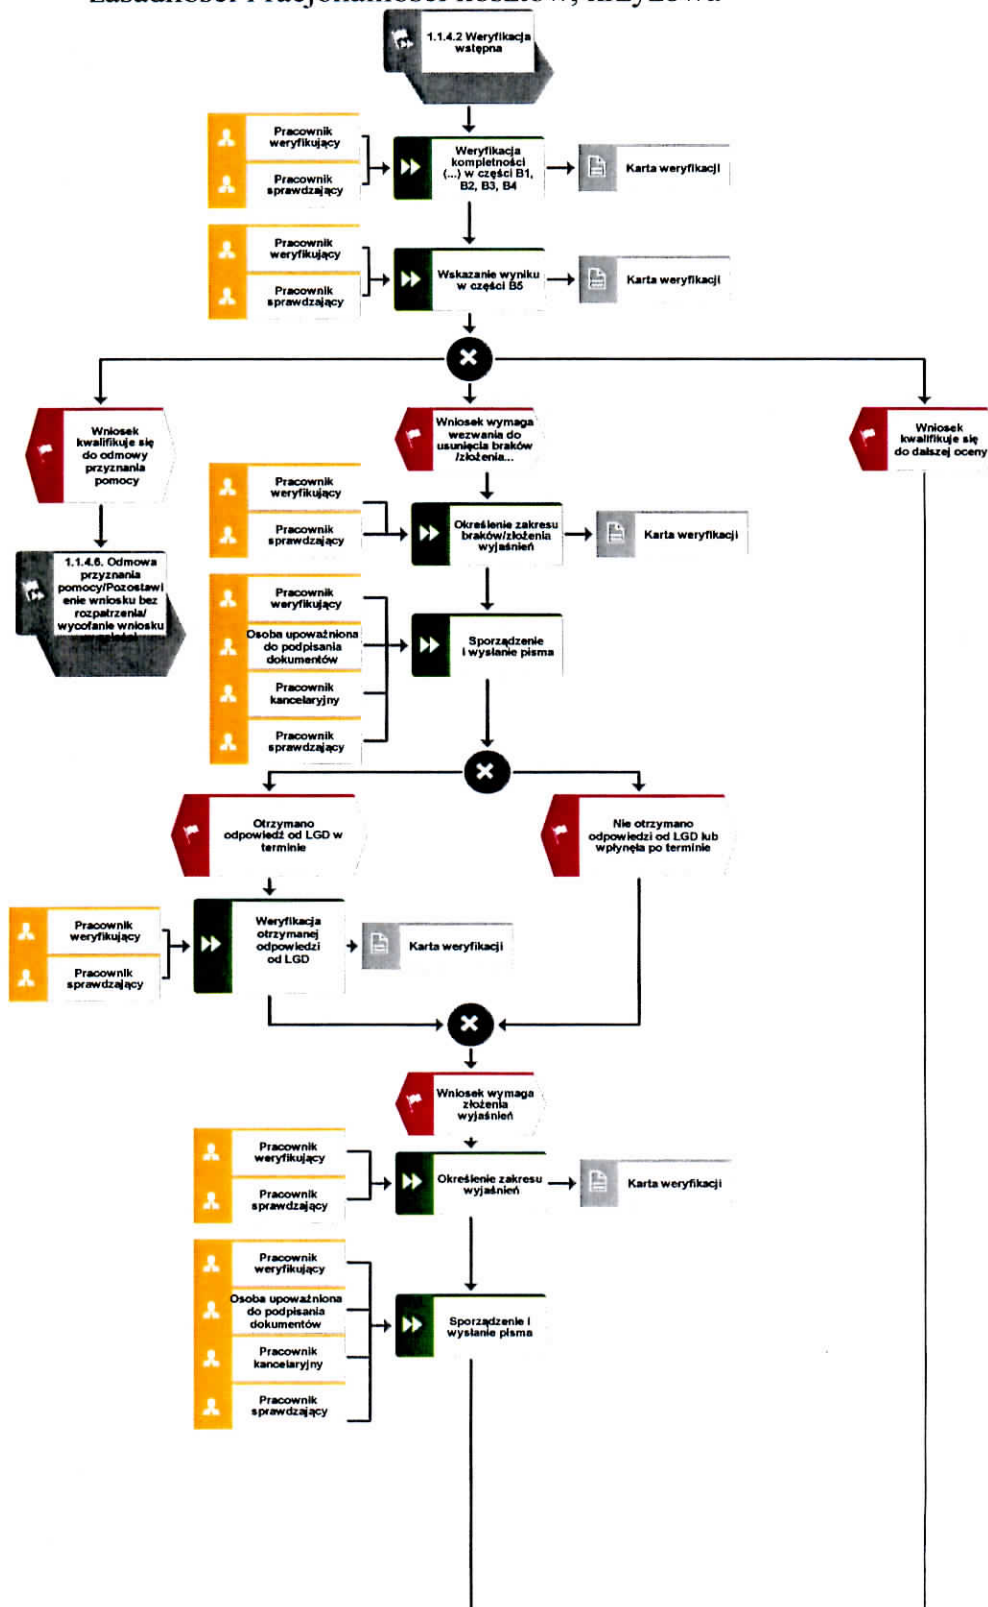 zasadności i racjonalności kosztów, krzyżowa
1.1.4.2 Weryfikacja
wstępna
Pracownik
weryfikujący
Pracownik
sprawdzający
Weryfikacja
kompletności
(...) w części B1,
B2, B3, B4
Karta weryfikacji
Pracownik
weryfikujący
Pracownik
sprawdzający
Wskazanie wyniku
w części B5
Karta weryfikacji
Wniosek
kwalifikuje się
do odmowy
przyznania
pomocy
Wniosek wymaga
wezwania do
usunięcia braków
/złożenia...
Wniosek
kwalifikuje się
do dalszej oceny
1.1.4.6. Odmowa
przyznania
pomocy/Pozostawi
enie wniosku bez
rozpatrzenia/
wycofanie wniosku
Pracownik
weryfikujący
Pracownik
sprawdzający
Określenie zakresu
braków/złożenia
wyjaśnień
Karta weryfikacji
Pracownik
weryfikujący
Osoba upoważniona
do podpisania
dokumentów
Pracownik
kancelaryjny
Pracownik
sprawdzający
Sporządzenie
i wysłanie pisma
Otrzymano
odpowiedź od LGD w
terminie
Nie otrzymano
odpowiedzi od LGD lub
wpłynęła po terminie
Pracownik
weryfikujący
Pracownik
sprawdzający
Weryfikacja
otrzymanej
odpowiedzi
od LGD
Karta weryfikacji
Wniosek wymaga
złożenia
wyjaśnień
Pracownik
weryfikujący
Pracownik
sprawdzający
Określenie zakresu
wyjaśnień
Karta weryfikacji
Pracownik
weryfikujący
Osoba upoważniona
do podpisania
dokumentów
Pracownik
kancelaryjny
Pracownik
sprawdzający
Sporządzenie i
wysłanie pisma